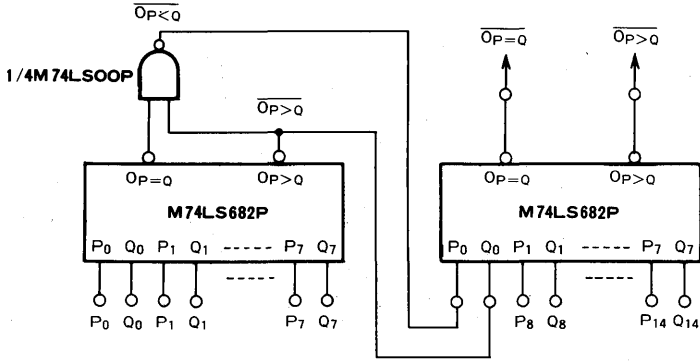 OP<Q
OP=Q OP>Q
1/4M74LS00P
OP>Q
OP=Q OP>Q OP=Q OP>Q
M74LS682P M74LS682P
P0 Q0 P1 Q1 ----- P7 Q7 P0 Q0 P1 Q1 ----- P7 Q7
P0 Q0 P1 Q1 P7 Q7 P8 Q8 P14 Q14